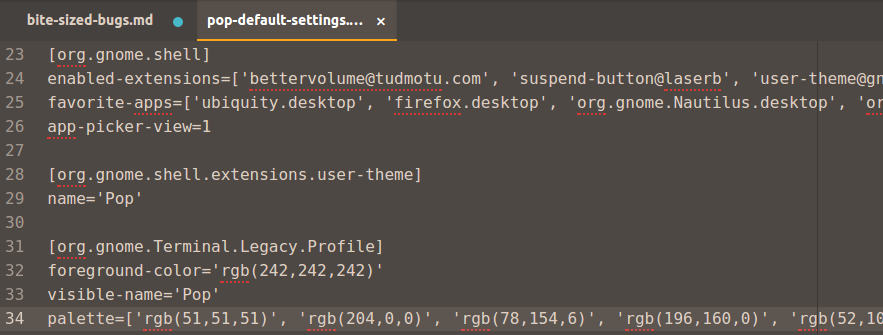 bite-sized-bugs.md
pop-default-settings.... ×
23 [org.gnome.shell]
24 enabled-extensions=['bettervolume@tudmotu.com', 'suspend-button@laserb', 'user-theme@gn
25 favorite-apps=['ubiquity.desktop', 'firefox.desktop', 'org.gnome.Nautilus.desktop', 'or
26 app-picker-view=1
27
28 [org.gnome.shell.extensions.user-theme]
29 name='Pop'
30
31 [org.gnome.Terminal.Legacy.Profile]
32 foreground-color='rgb(242,242,242)'
33 visible-name='Pop'
34 palette=['rgb(51,51,51)', 'rgb(204,0,0)', 'rgb(78,154,6)', 'rgb(196,160,0)', 'rgb(52,10